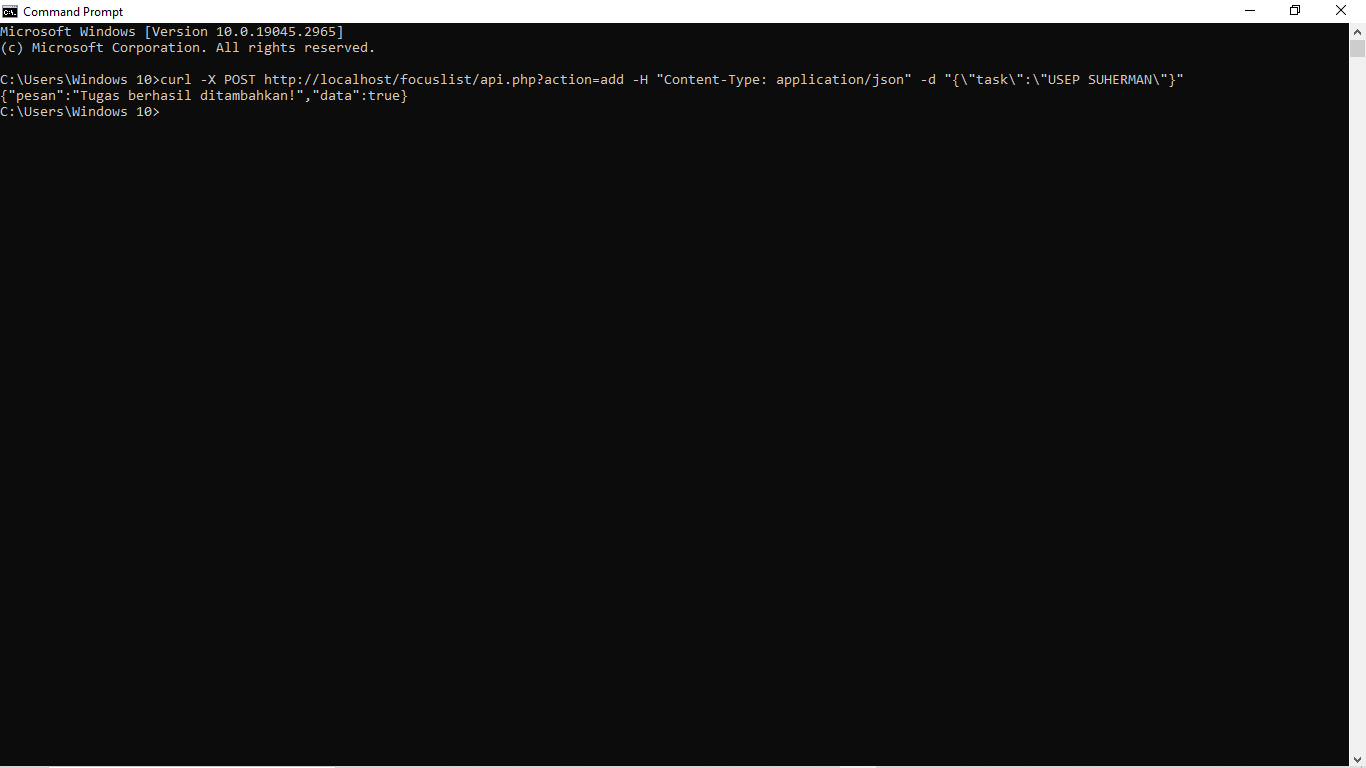 Command Prompt
Microsoft Windows [Version 10.0.19045.2965]
(c) Microsoft Corporation. All rights reserved.
C:\Users\Windows 10>curl -X POST http://localhost/focuslist/api.php?action=add -H "Content-Type: application/json" -d "{\"task\":\"USEP SUHERMAN\"}"
{"pesan":"Tugas berhasil ditambahkan!","data":true}
C:\Users\Windows 10>